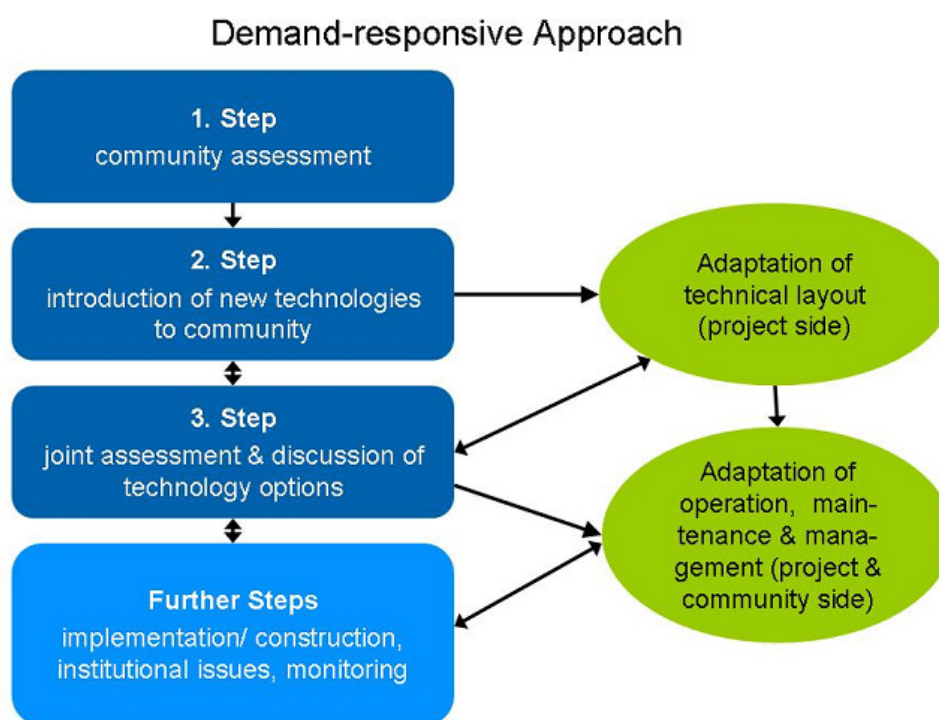 Demand-responsive Approach
1. Step
community assessment
2. Step
introduction of new technologies
to community
3. Step
joint assessment & discussion of
technology options
Further Steps
implementation/ construction,
institutional issues, monitoring
Adaptation of
technical layout
(project side)
Adaptation of
operation, main-
tenance & mana-
gement (project &
community side)